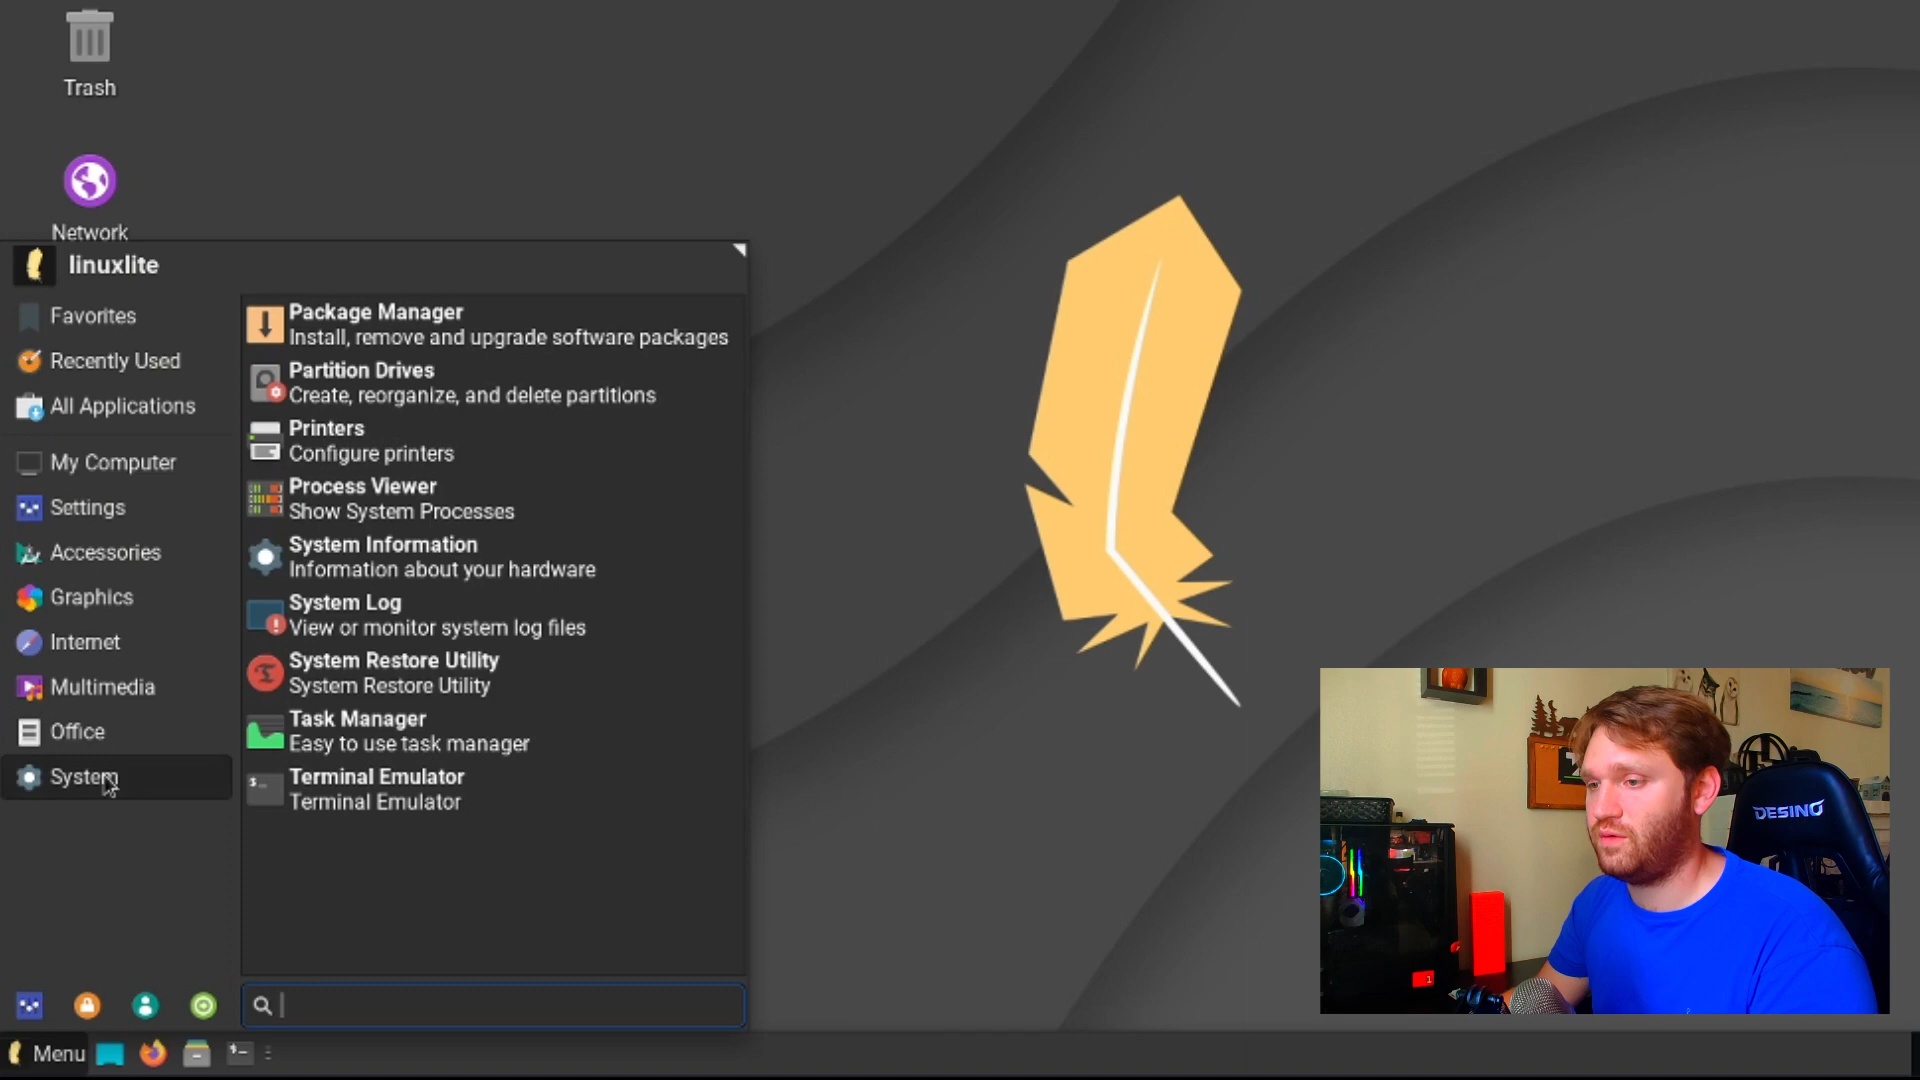 Trash
Network
linuxlite
Favorites
Recently Used
All Applications
My Computer
Settings
Accessories
Graphics
Internet
Multimedia
Office
System
Package Manager
Install, remove and upgrade software packages
Partition Drives
Create, reorganize, and delete partitions
Printers
Configure printers
Process Viewer
Show System Processes
System Information
Information about your hardware
System Log
View or monitor system log files
System Restore Utility
System Restore Utility
Task Manager
Easy to use task manager
Terminal Emulator
Terminal Emulator
Menu
DESINO
1